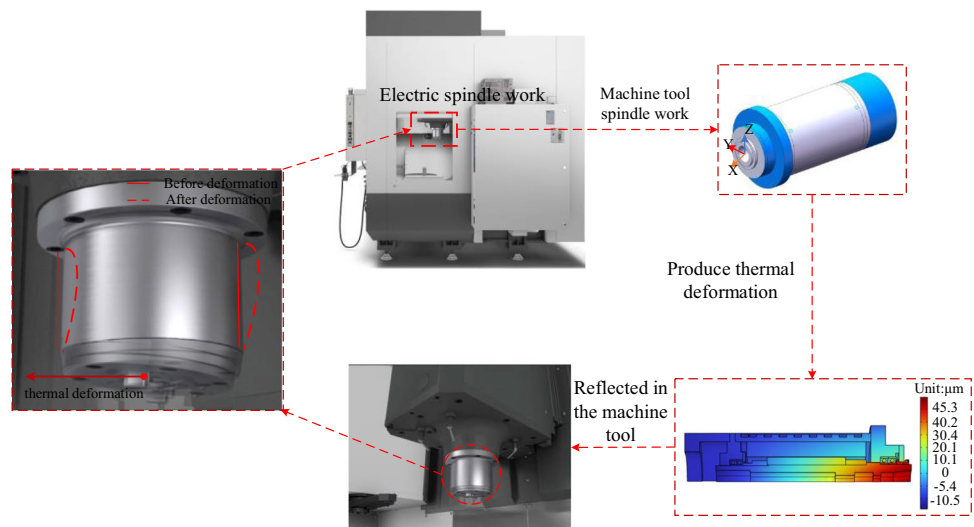 Electric spindle work
Machine tool
spindle work
Z
Y
X
Before deformation
After deformation
Produce thermal
deformation
thermal deformation
Reflected in
the machine
tool
Unit:μm
45.3
40.2
30.4
20.1
10.1
0
-5.4
-10.5